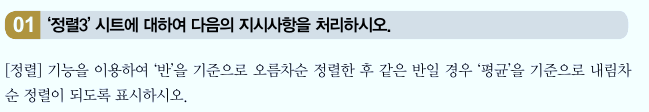 01 ‘정렬3’ 시트에 대하여 다음의 지시사항을 처리하시오.
[정렬] 기능을 이용하여 ‘반’을 기준으로 오름차순 정렬한 후 같은 반일 경우 ‘평균’을 기준으로 내림차
순 정렬이 되도록 표시하시오.